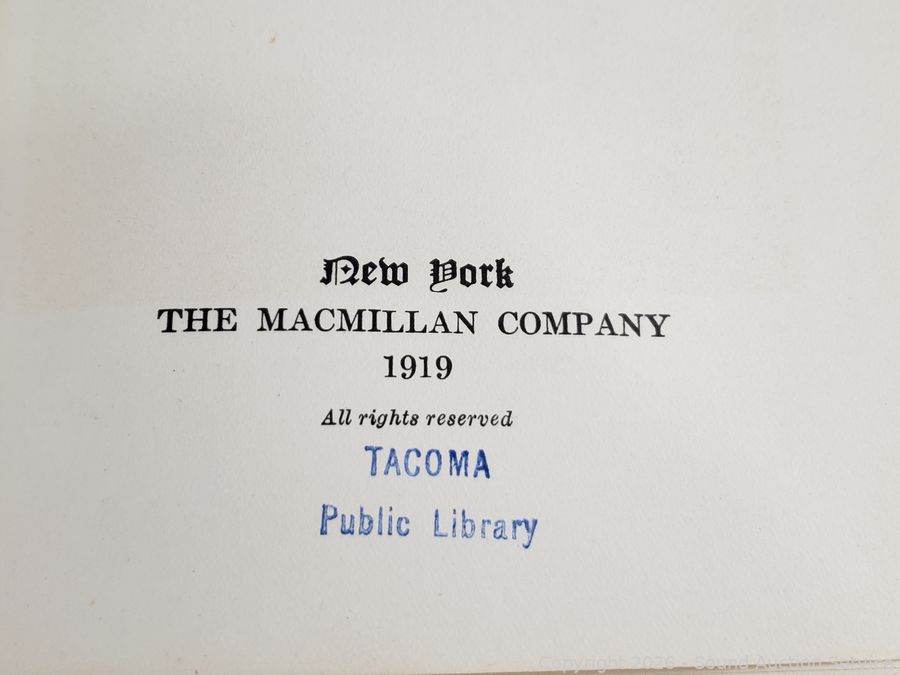 New York
THE MACMILLAN COMPANY
1919
All rights reserved
TACOMA
Public Library